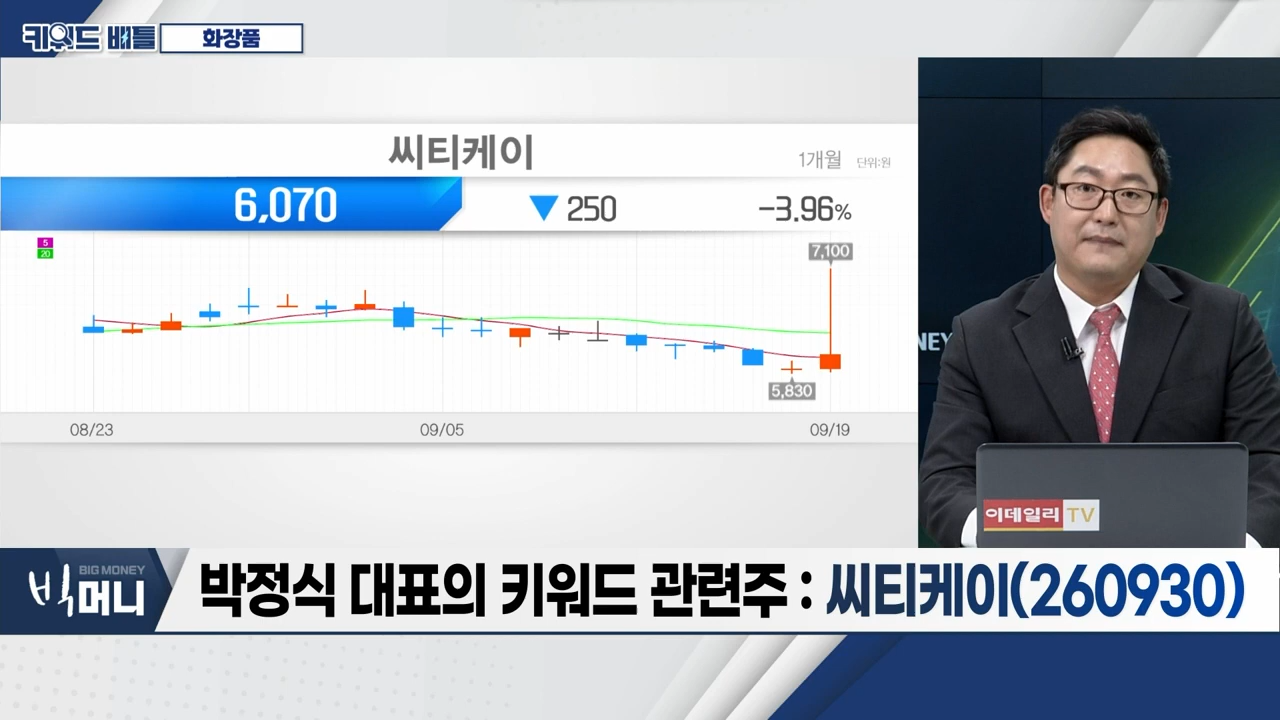 키워드 배틀 화장품
씨티케이
1개월 단위:원
6,070 ▼250 -3.96%
5
20
7,100
5,830
08/23 09/05 09/19
NEY
이데일리TV
BIG MONEY
빅머니
박정식 대표의 키워드 관련주 : 씨티케이(260930)